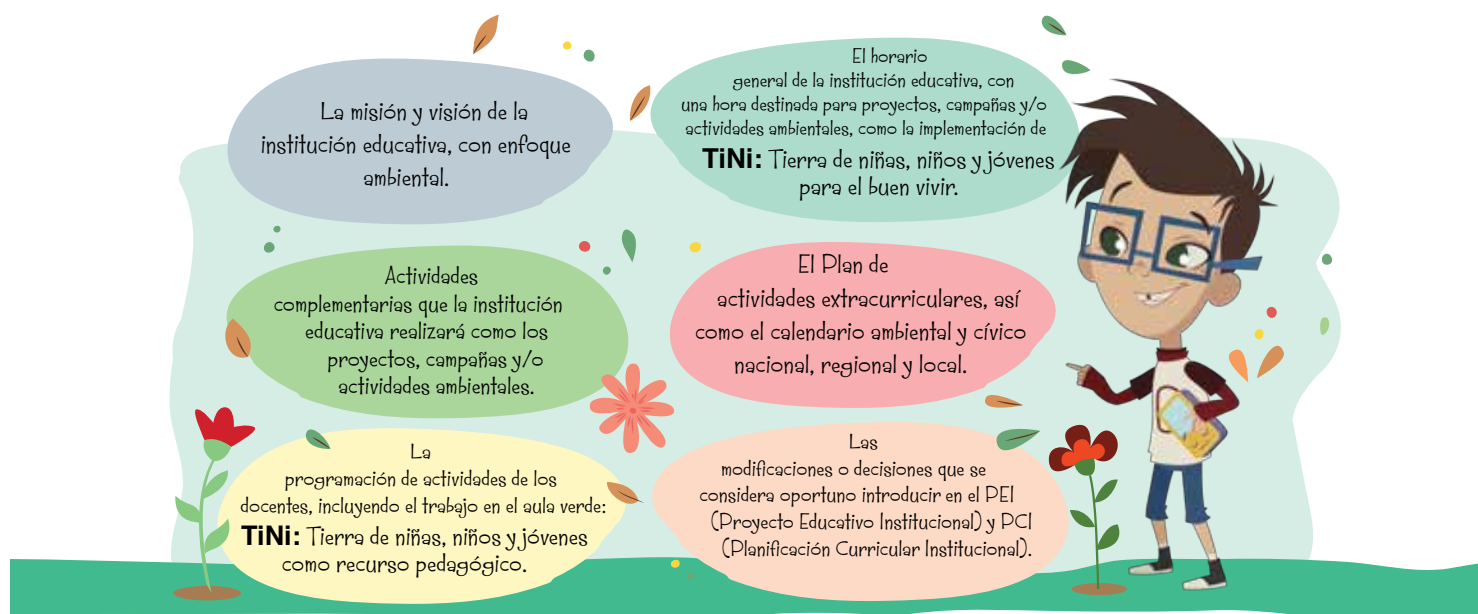 La misión y visión de la
institución educativa, con enfoque
ambiental.
El horario
general de la institución educativa, con
una hora destinada para proyectos, campañas y/o
actividades ambientales, como la implementación de
TiNi: Tierra de niñas, niños y jóvenes
para el buen vivir.
Actividades
complementarias que la institución
educativa realizará como los
proyectos, campañas y/o
actividades ambientales.
El Plan de
actividades extracurriculares, así
como el calendario ambiental y cívico
nacional, regional y local.
La
programación de actividades de los
docentes, incluyendo el trabajo en el aula verde:
TiNi: Tierra de niñas, niños y jóvenes
como recurso pedagógico.
Las
modificaciones o decisiones que se
considera oportuno introducir en el PEI
(Proyecto Educativo Institucional) y PCI
(Planificación Curricular Institucional).